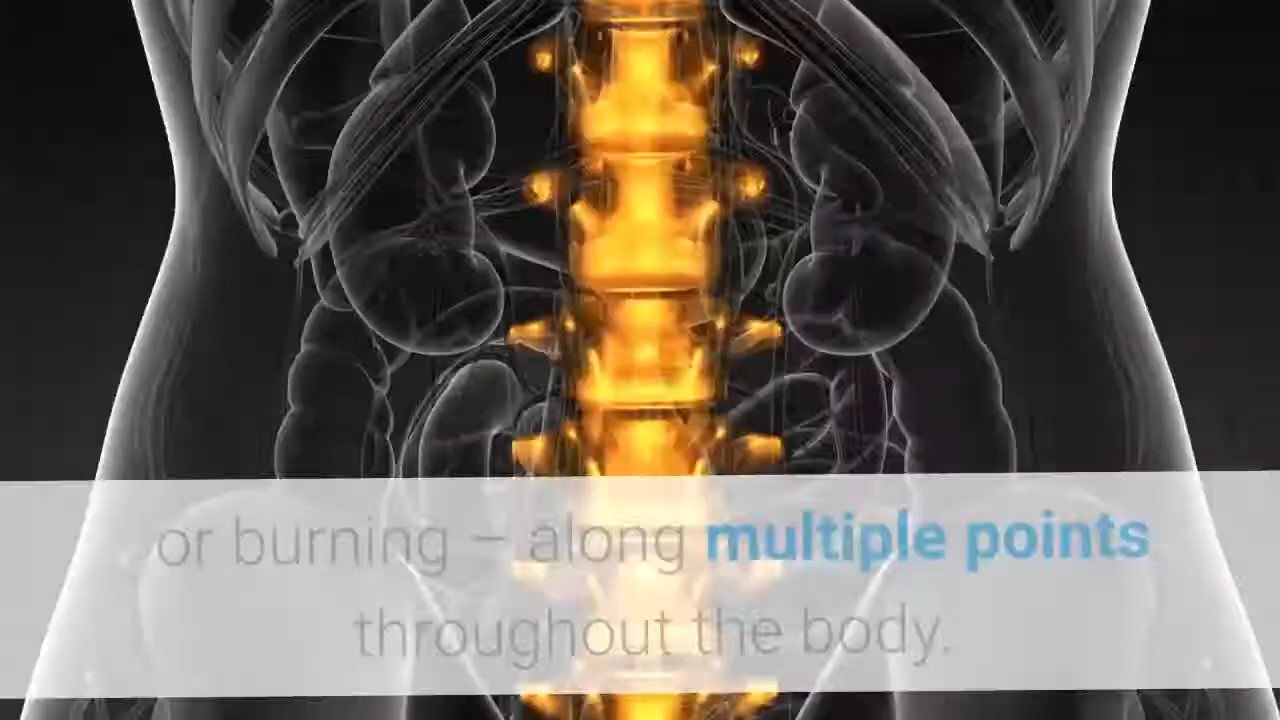 or burning – along multiple points
throughout the body.